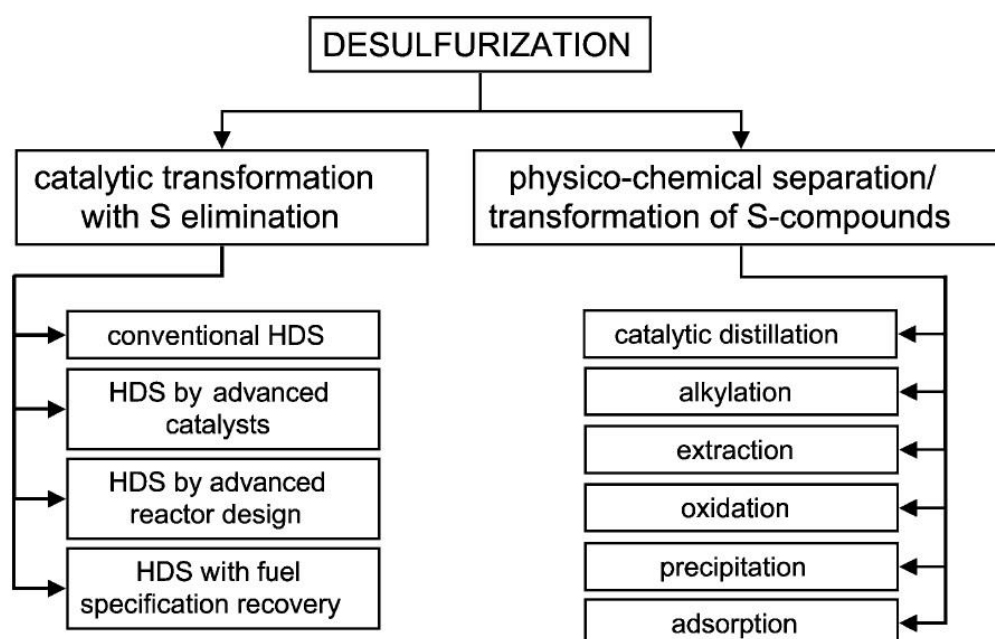 DESULFURIZATION
catalytic transformation
with S elimination
physico-chemical separation/
transformation of S-compounds
conventional HDS
HDS by advanced
catalysts
HDS by advanced
reactor design
HDS with fuel
specification recovery
catalytic distillation
alkylation
extraction
oxidation
precipitation
adsorption